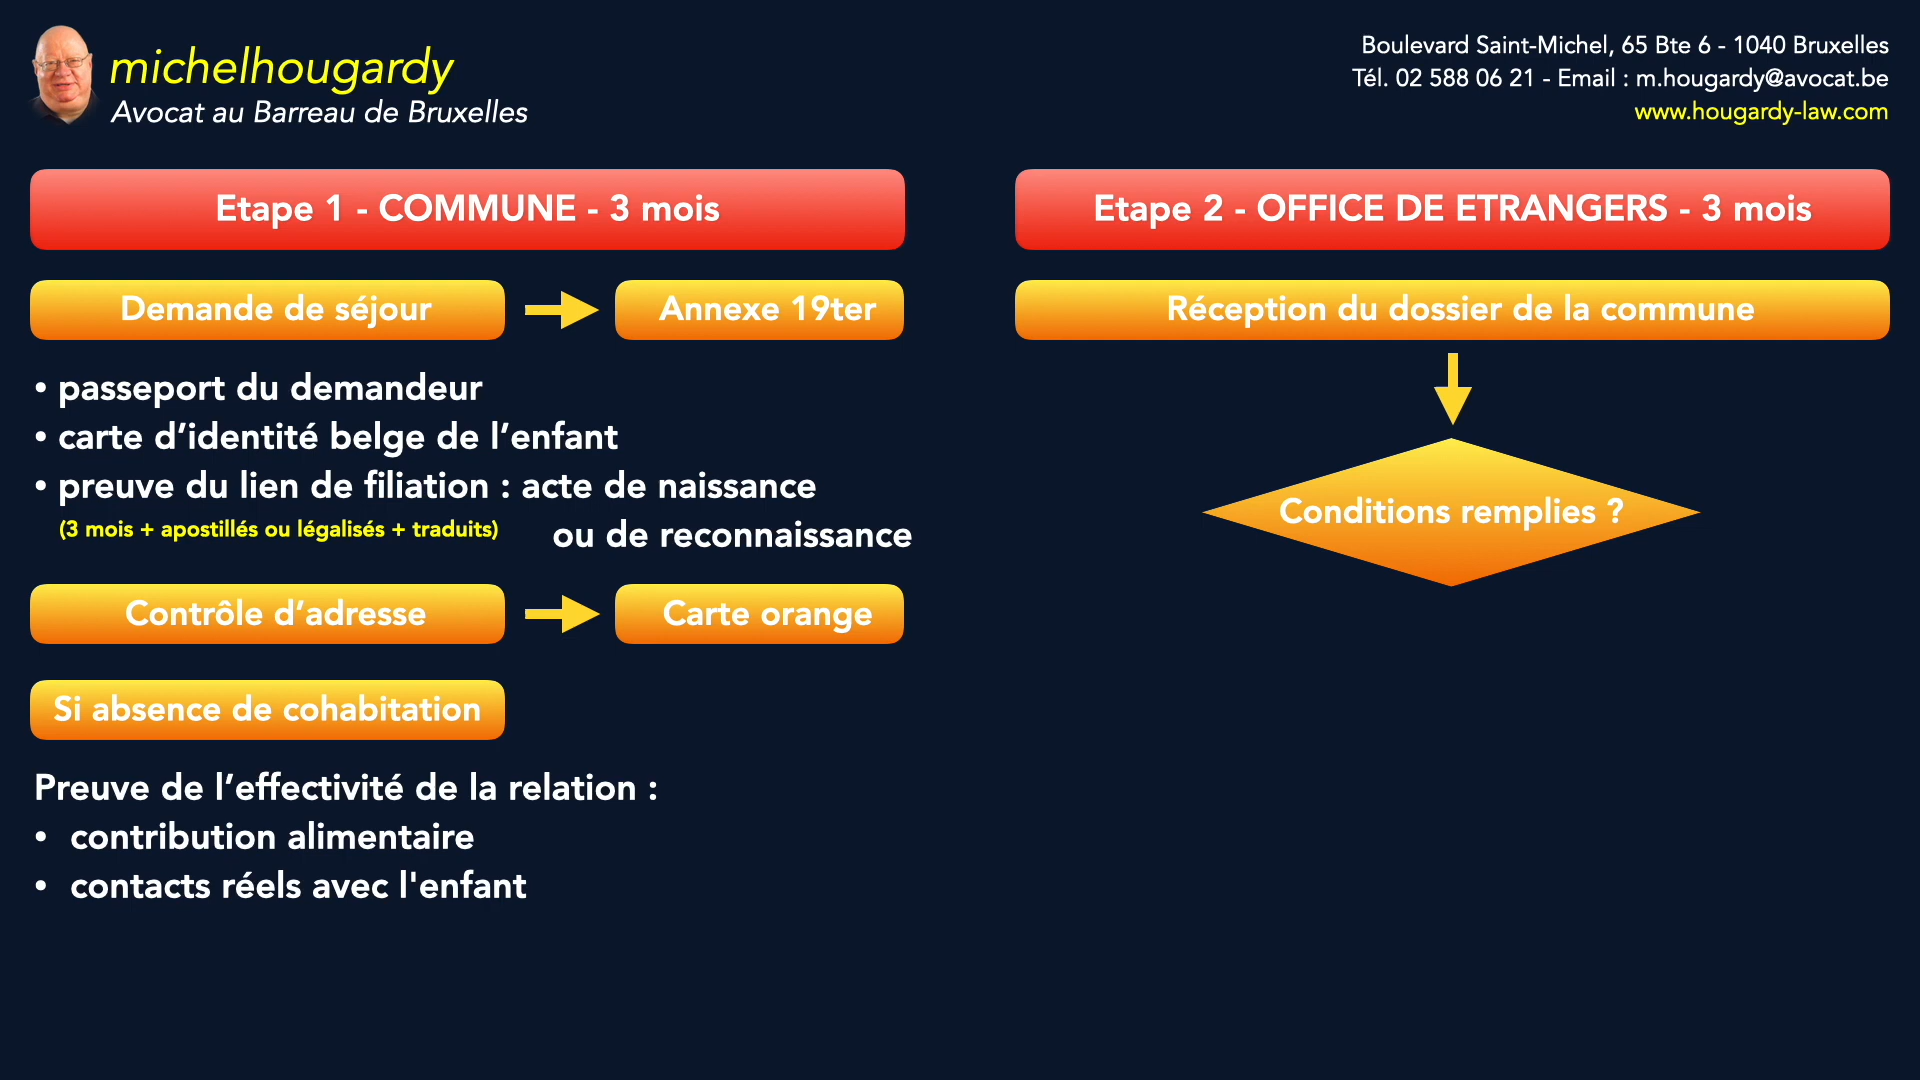 michelhougardy
Avocat au Barreau de Bruxelles
Boulevard Saint-Michel, 65 Bte 6 - 1040 Bruxelles
Tél. 02 588 06 21 - Email : m.hougardy@avocat.be
www.hougardy-law.com
Etape 1 - COMMUNE - 3 mois
Demande de séjour
Annexe 19ter
• passeport du demandeur
• carte d’identité belge de l’enfant
• preuve du lien de filiation : acte de naissance
(3 mois + apostillés ou légalisés + traduits)
ou de reconnaissance
Contrôle d’adresse
Carte orange
Si absence de cohabitation
Preuve de l’effectivité de la relation :
• contribution alimentaire
• contacts réels avec l'enfant
Etape 2 - OFFICE DE ETRANGERS - 3 mois
Réception du dossier de la commune
Conditions remplies ?